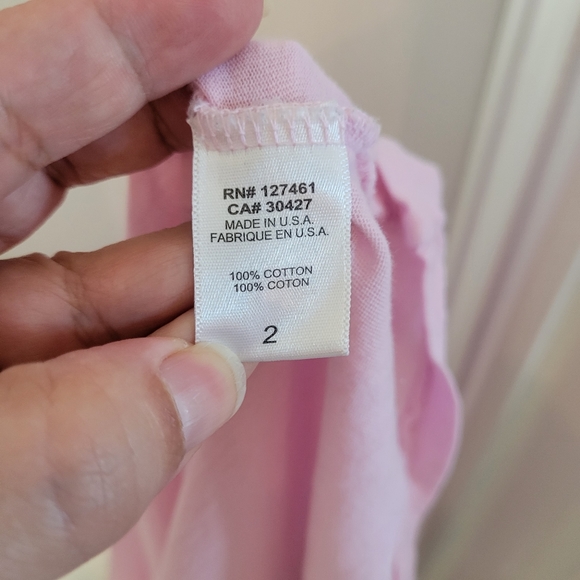 RN# 127461
CA# 30427
MADE IN U.S.A.
FABRIQUE EN U.S.A.
100% COTTON
100% COTON
2